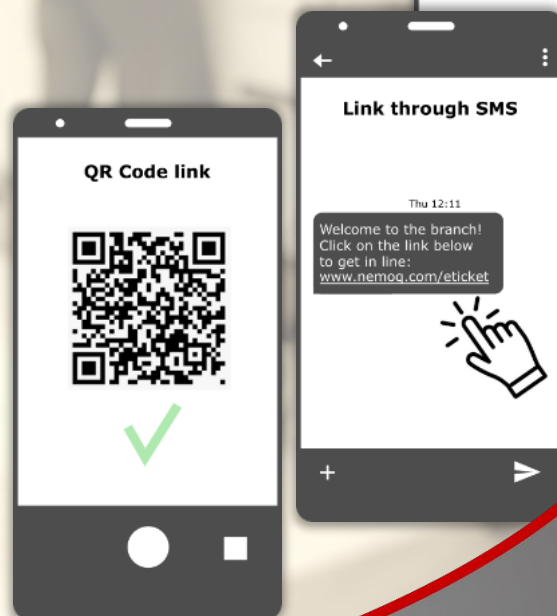 QR Code link
Link through SMS
Thu 12:11
Welcome to the branch!
Click on the link below
to get in line:
www.nemoq.com/eticket